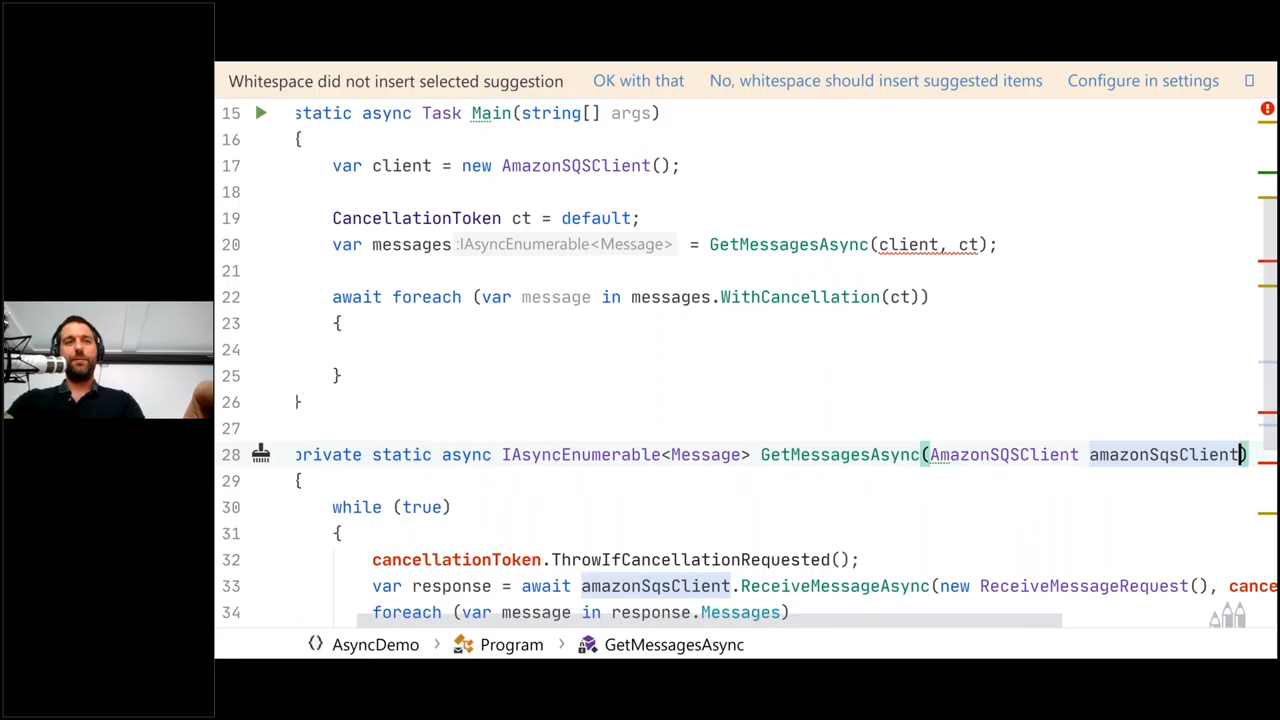 Whitespace did not insert selected suggestion OK with that No, whitespace should insert suggested items Configure in settings
15 static async Task Main(string[] args)
16 {
17 var client = new AmazonSQSClient();
18
19 CancellationToken ct = default;
20 var messages :IAsyncEnumerable<Message> = GetMessagesAsync(client, ct);
21
22 await foreach (var message in messages.WithCancellation(ct))
23 {
24
25 }
26 }
27
28 private static async IAsyncEnumerable<Message> GetMessagesAsync(AmazonSQSClient amazonSqsClient)
29 {
30 while (true)
31 {
32 cancellationToken.ThrowIfCancellationRequested();
33 var response = await amazonSqsClient.ReceiveMessageAsync(new ReceiveMessageRequest(), cance
34 foreach (var message in response.Messages)
AsyncDemo > Program > GetMessagesAsync